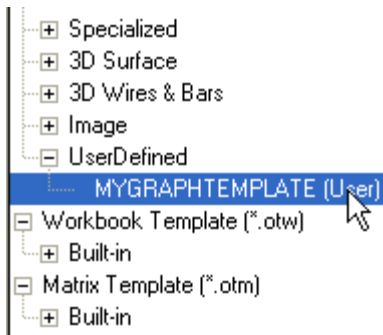 Specialized
3D Surface
3D Wires & Bars
Image
UserDefined
MYGRAPHTEMPLATE (User)
Workbook Template (*.otw)
Built-in
Matrix Template (*.otm)
Built-in